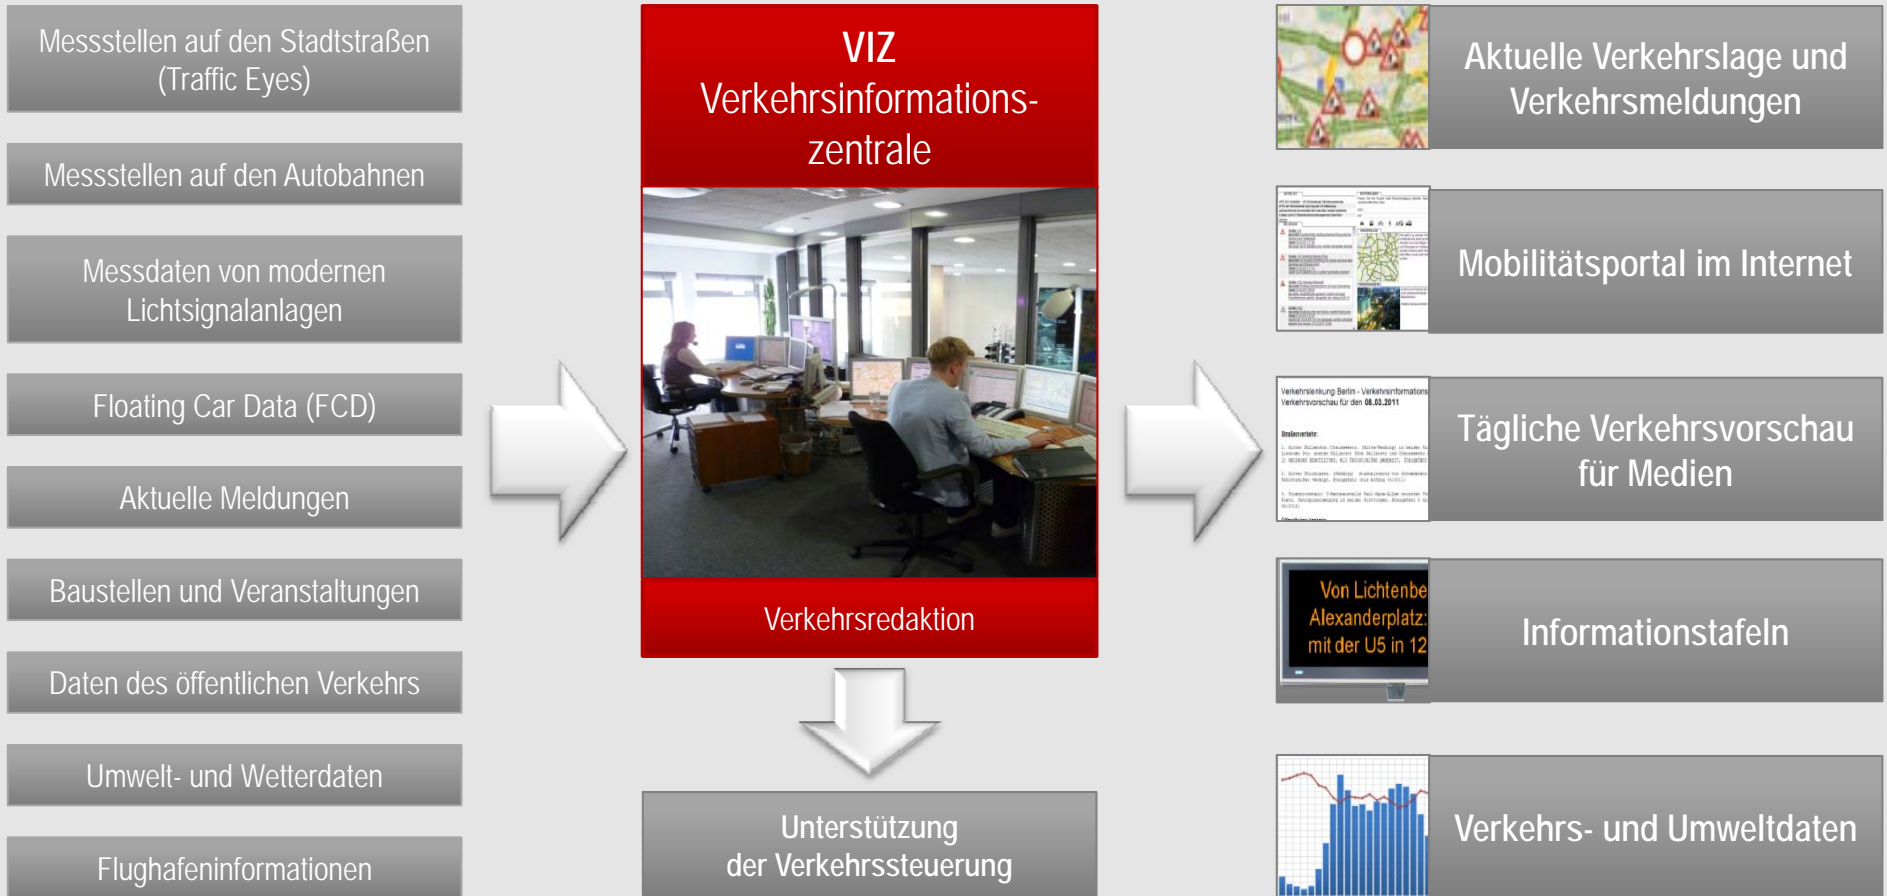 Messstellen auf den Stadtstraßen
(Traffic Eyes)
Messstellen auf den Autobahnen
Messdaten von modernen
Lichtsignalanlagen
Floating Car Data (FCD)
Aktuelle Meldungen
Baustellen und Veranstaltungen
Daten des öffentlichen Verkehrs
Umwelt- und Wetterdaten
Flughafeninformationen
VIZ
Verkehrsinformations-
zentrale
Verkehrsredaktion
Unterstützung
der Verkehrssteuerung
Aktuelle Verkehrslage und
Verkehrsmeldungen
Mobilitätsportal im Internet
Verkehrslenkung Berlin - Verkehrsinformations
Verkehrsvorschau für den 08.03.2011
Straßenverkehr:
Tägliche Verkehrsvorschau
für Medien
Von Lichtenbe
Alexanderplatz:
mit der U5 in 12
Informationstafeln
Verkehrs- und Umweltdaten